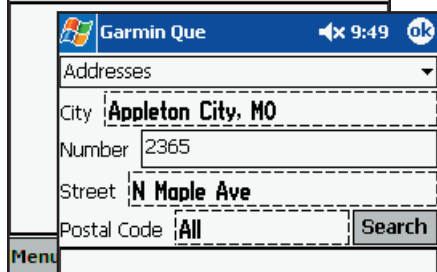 Garmin Que 9:49 ok
Addresses
City Appleton City, MO
Number 2365
Street N Maple Ave
Postal Code All Search
Menu